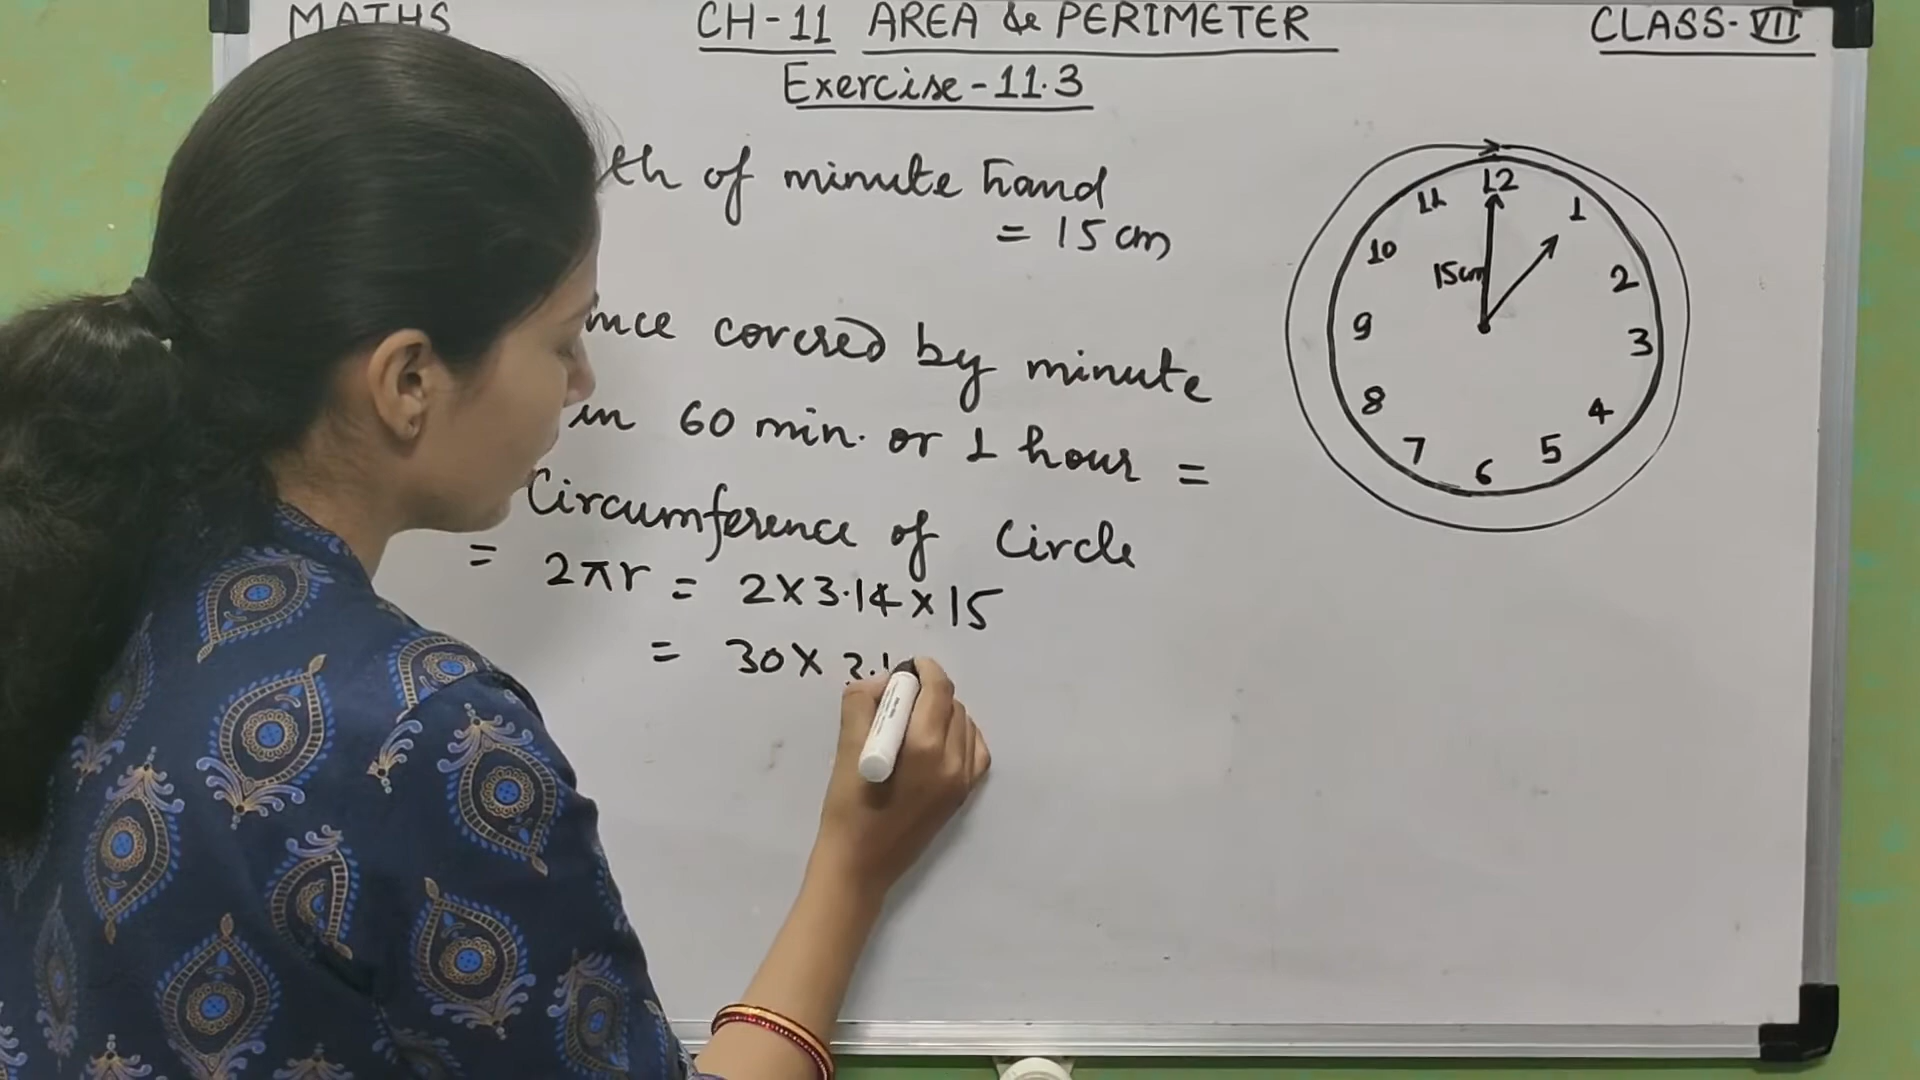 MATHS CH-11 AREA & PERIMETER CLASS-VII
Exercise-11.3
th of minute hand
= 15 cm
nce covered by minute
in 60 min. or 1 hour =
Circumference of Circle
= 2πr = 2×3.14×15
= 30×3.1
12
1
2
3
4
5
6
7
8
9
10
11
15cm